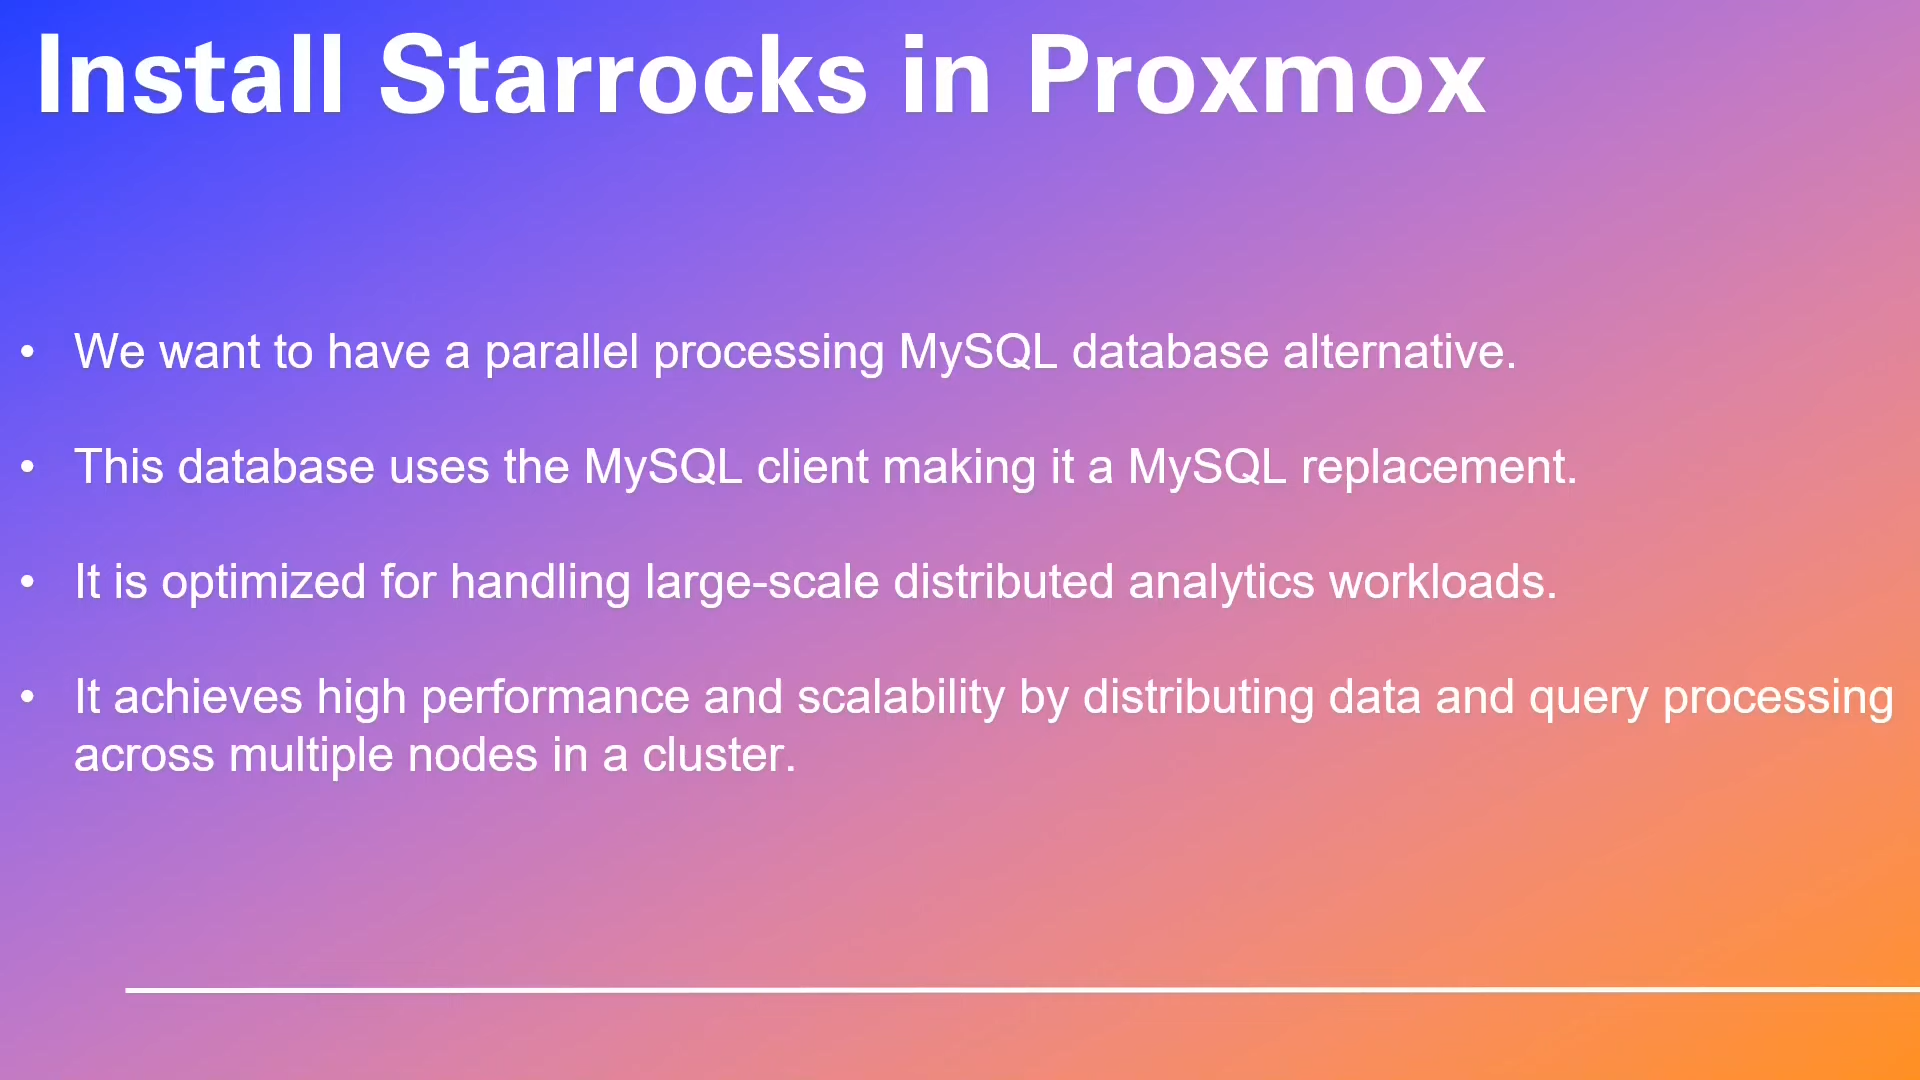 Install Starrocks in Proxmox
• We want to have a parallel processing MySQL database alternative.
• This database uses the MySQL client making it a MySQL replacement.
• It is optimized for handling large-scale distributed analytics workloads.
• It achieves high performance and scalability by distributing data and query processing
across multiple nodes in a cluster.